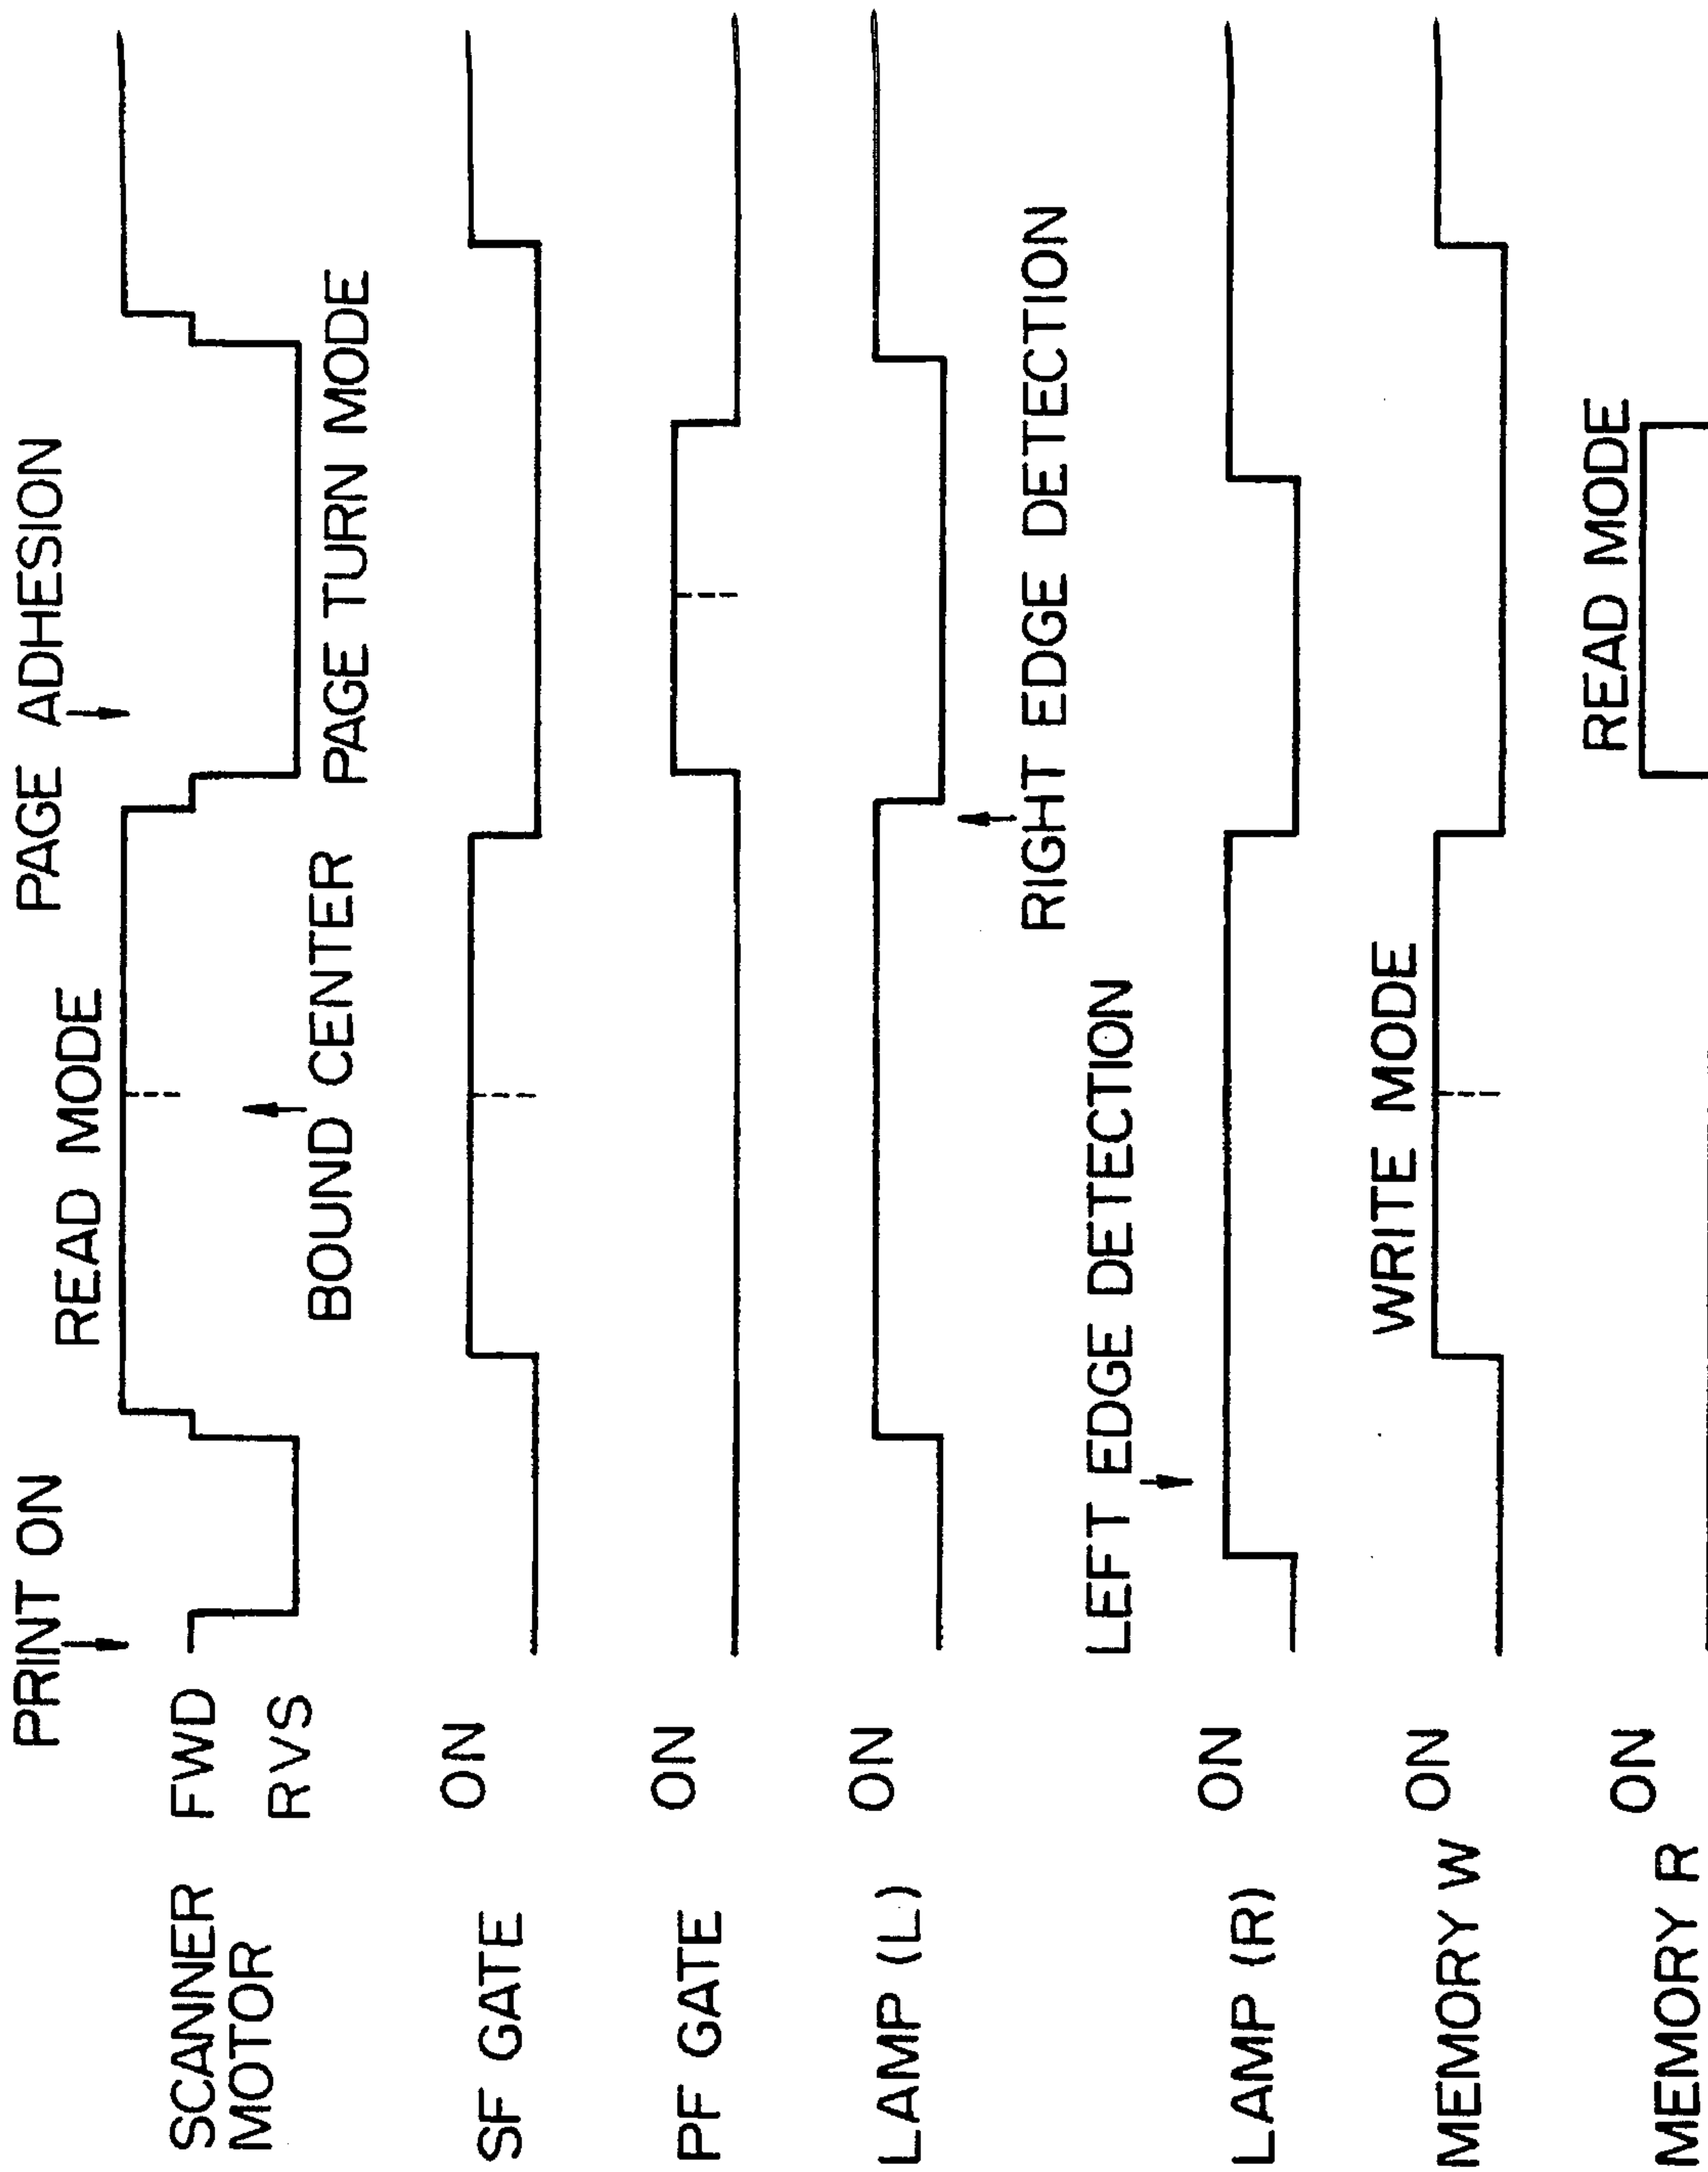 PRINT ON
READ MODE
PAGE ADHESION
SCANNER MOTOR
FWD
RVS
BOUND CENTER
PAGE TURN MODE
SF GATE
ON
PF GATE
ON
LAMP (L)
ON
RIGHT EDGE DETECTION
LEFT EDGE DETECTION
LAMP (R)
ON
WRITE MODE
MEMORY W
ON
READ MODE
MEMORY R
ON